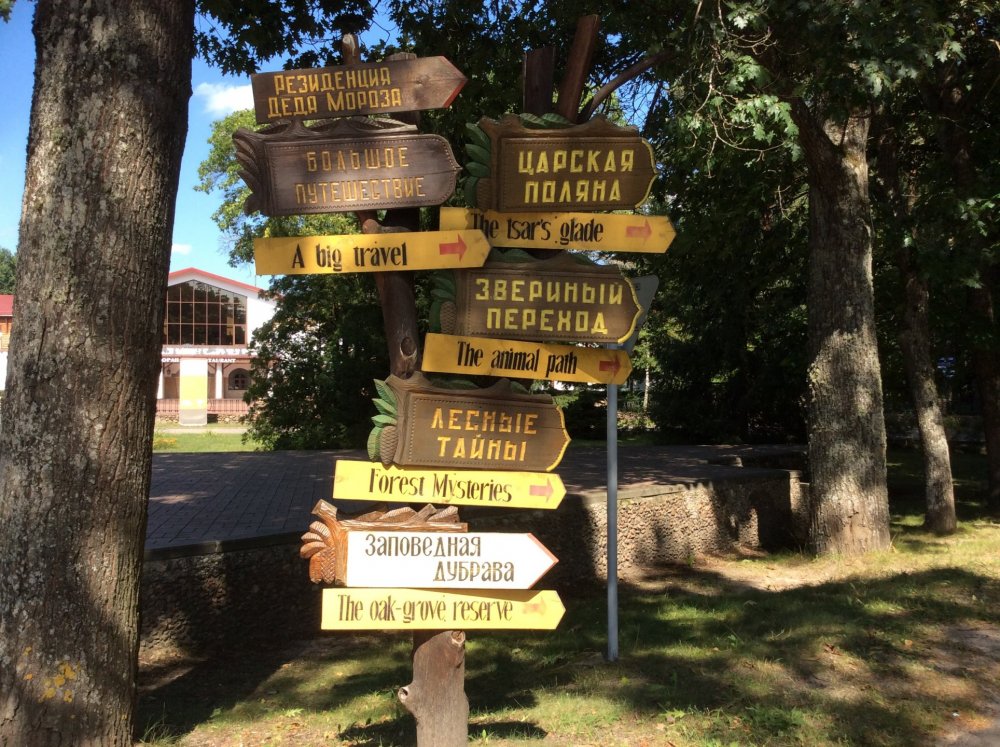 РЕЗИДЕНЦИЯ
ДЕДА МОРОЗА
БОЛЬШОЕ
ПУТЕШЕСТВИЕ
A big travel
ЦАРСКАЯ
ПОЛЯНА
The tsar's glade
ЗВЕРИНЫЙ
ПЕРЕХОД
The animal path
ЛЕСНЫЕ
ТАЙНЫ
Forest Mysteries
ЗАПОВЕДНАЯ
ДУБРАВА
The oak-grove reserve